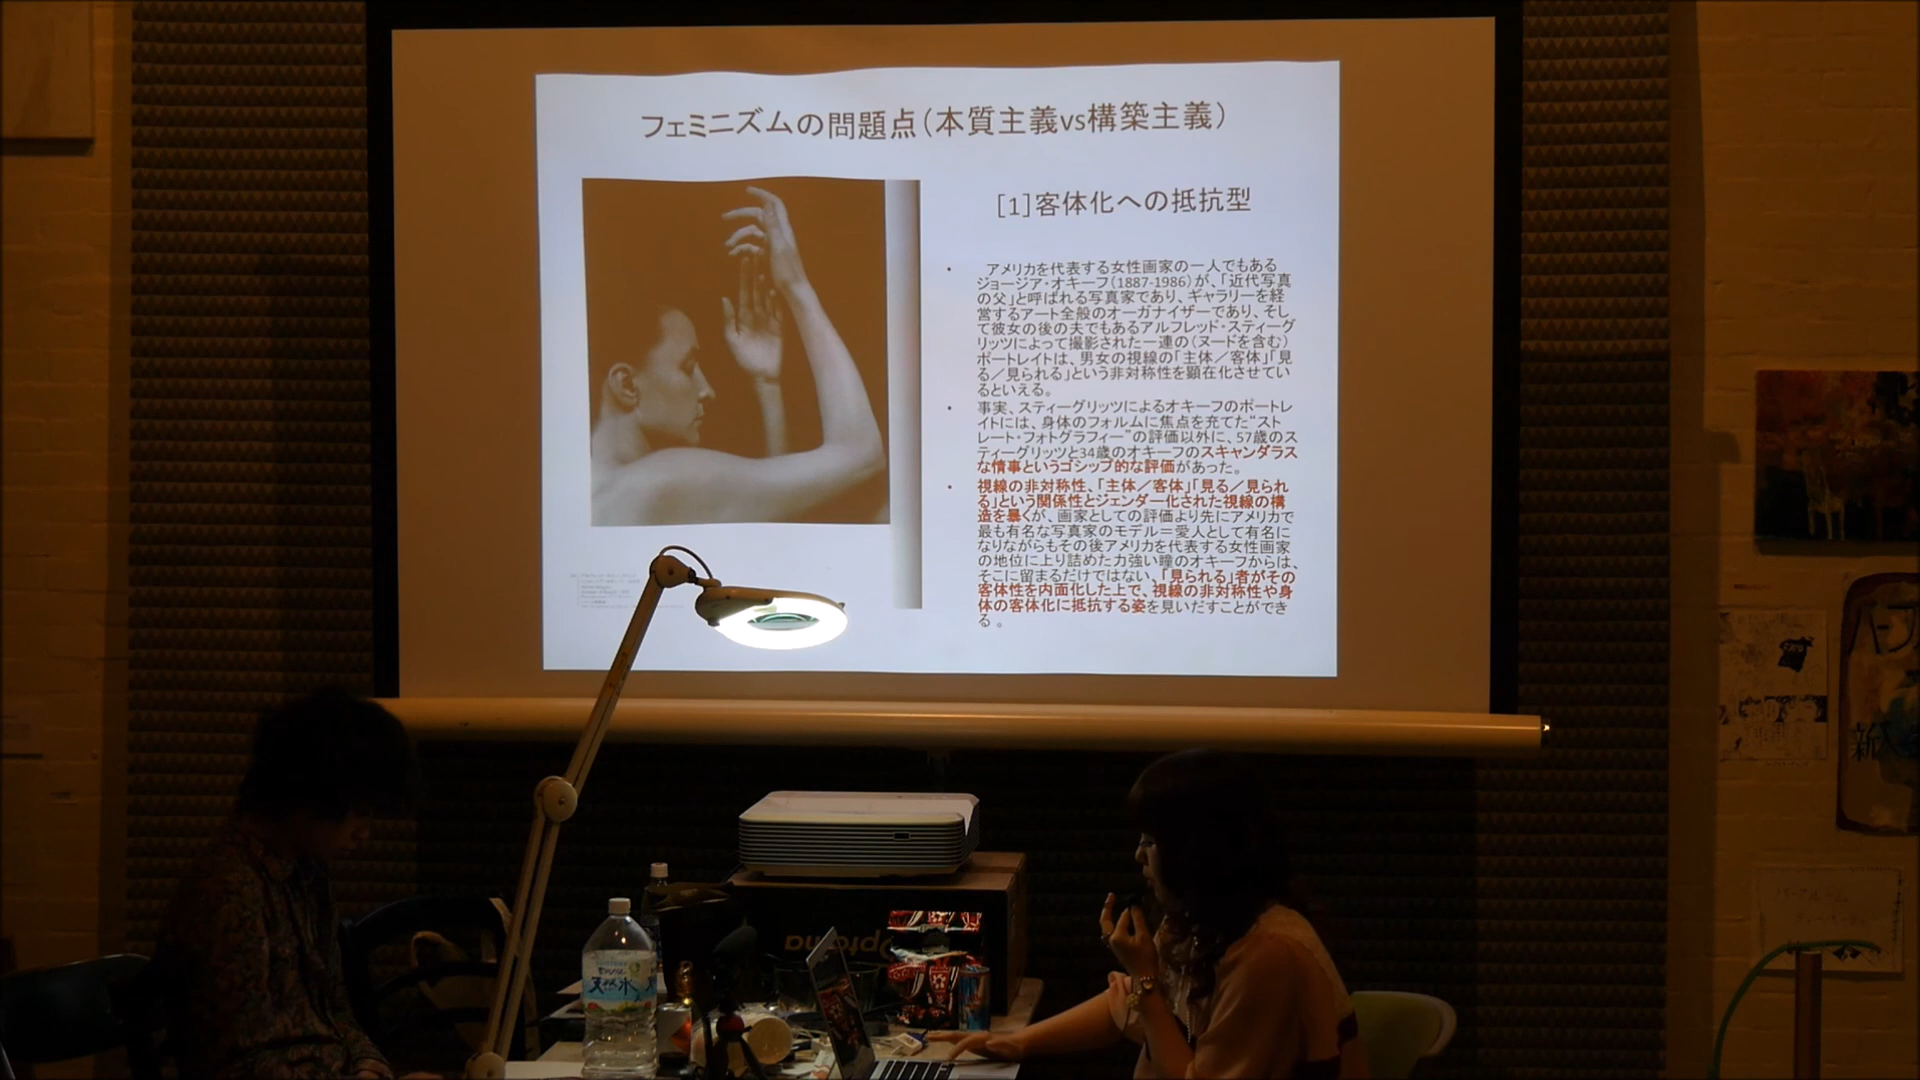 フェミニズムの問題点(本質主義vs構築主義)
[1]客体化への抵抗型
• アメリカを代表する女性画家の一人でもある
ジョージア・オキーフ(1887-1986)が、「近代写真
の父」と呼ばれる写真家であり、ギャラリーを経
営するアート全般のオーガナイザーであり、そし
て彼女の後の夫でもあるアルフレッド・スティーグ
リッツによって撮影された一連の(ヌードを含む)
ポートレイトは、男女の視線の「主体/客体」「見
る/見られる」という非対称性を顕在化させてい
るといえる。
• 事実、スティーグリッツによるオキーフのポートレ
イトには、身体のフォルムに焦点を充てた“スト
レート・フォトグラフィー”の評価以外に、57歳のス
ティーグリッツと34歳のオキーフのスキャンダラス
な情事というゴシップ的な評価があった。
• 視線の非対称性、「主体/客体」「見る/見られ
る」という関係性とジェンダー化された視線の構
造を暴くが、画家としての評価より先にアメリカで
最も有名な写真家のモデル=愛人として有名に
なりながらもその後アメリカを代表する女性画家
の地位に上り詰めた力強い瞳のオキーフからは、
そこに留まるだけではない、「見られる」者がその
客体性を内面化した上で、視線の非対称性や身
体の客体化に抵抗する姿を見いだすことができ
る。
天然水
optoma
新入